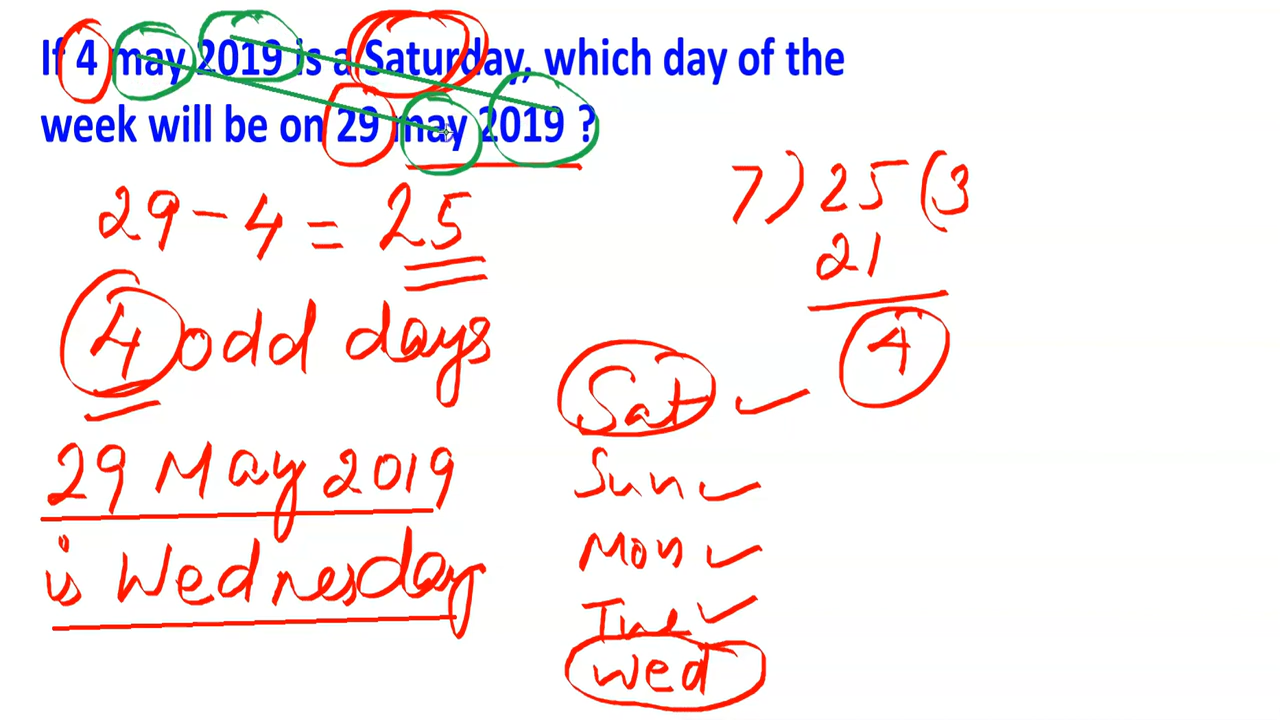 If 4 may 2019 is a Saturday, which day of the
week will be on 29 may 2019 ?
29 - 4 = 25
4 odd days
29 May 2019
is Wednesday
7) 25 (3
21
4
Sat ✓
Sun ✓
Mon ✓
Tue ✓
Wed